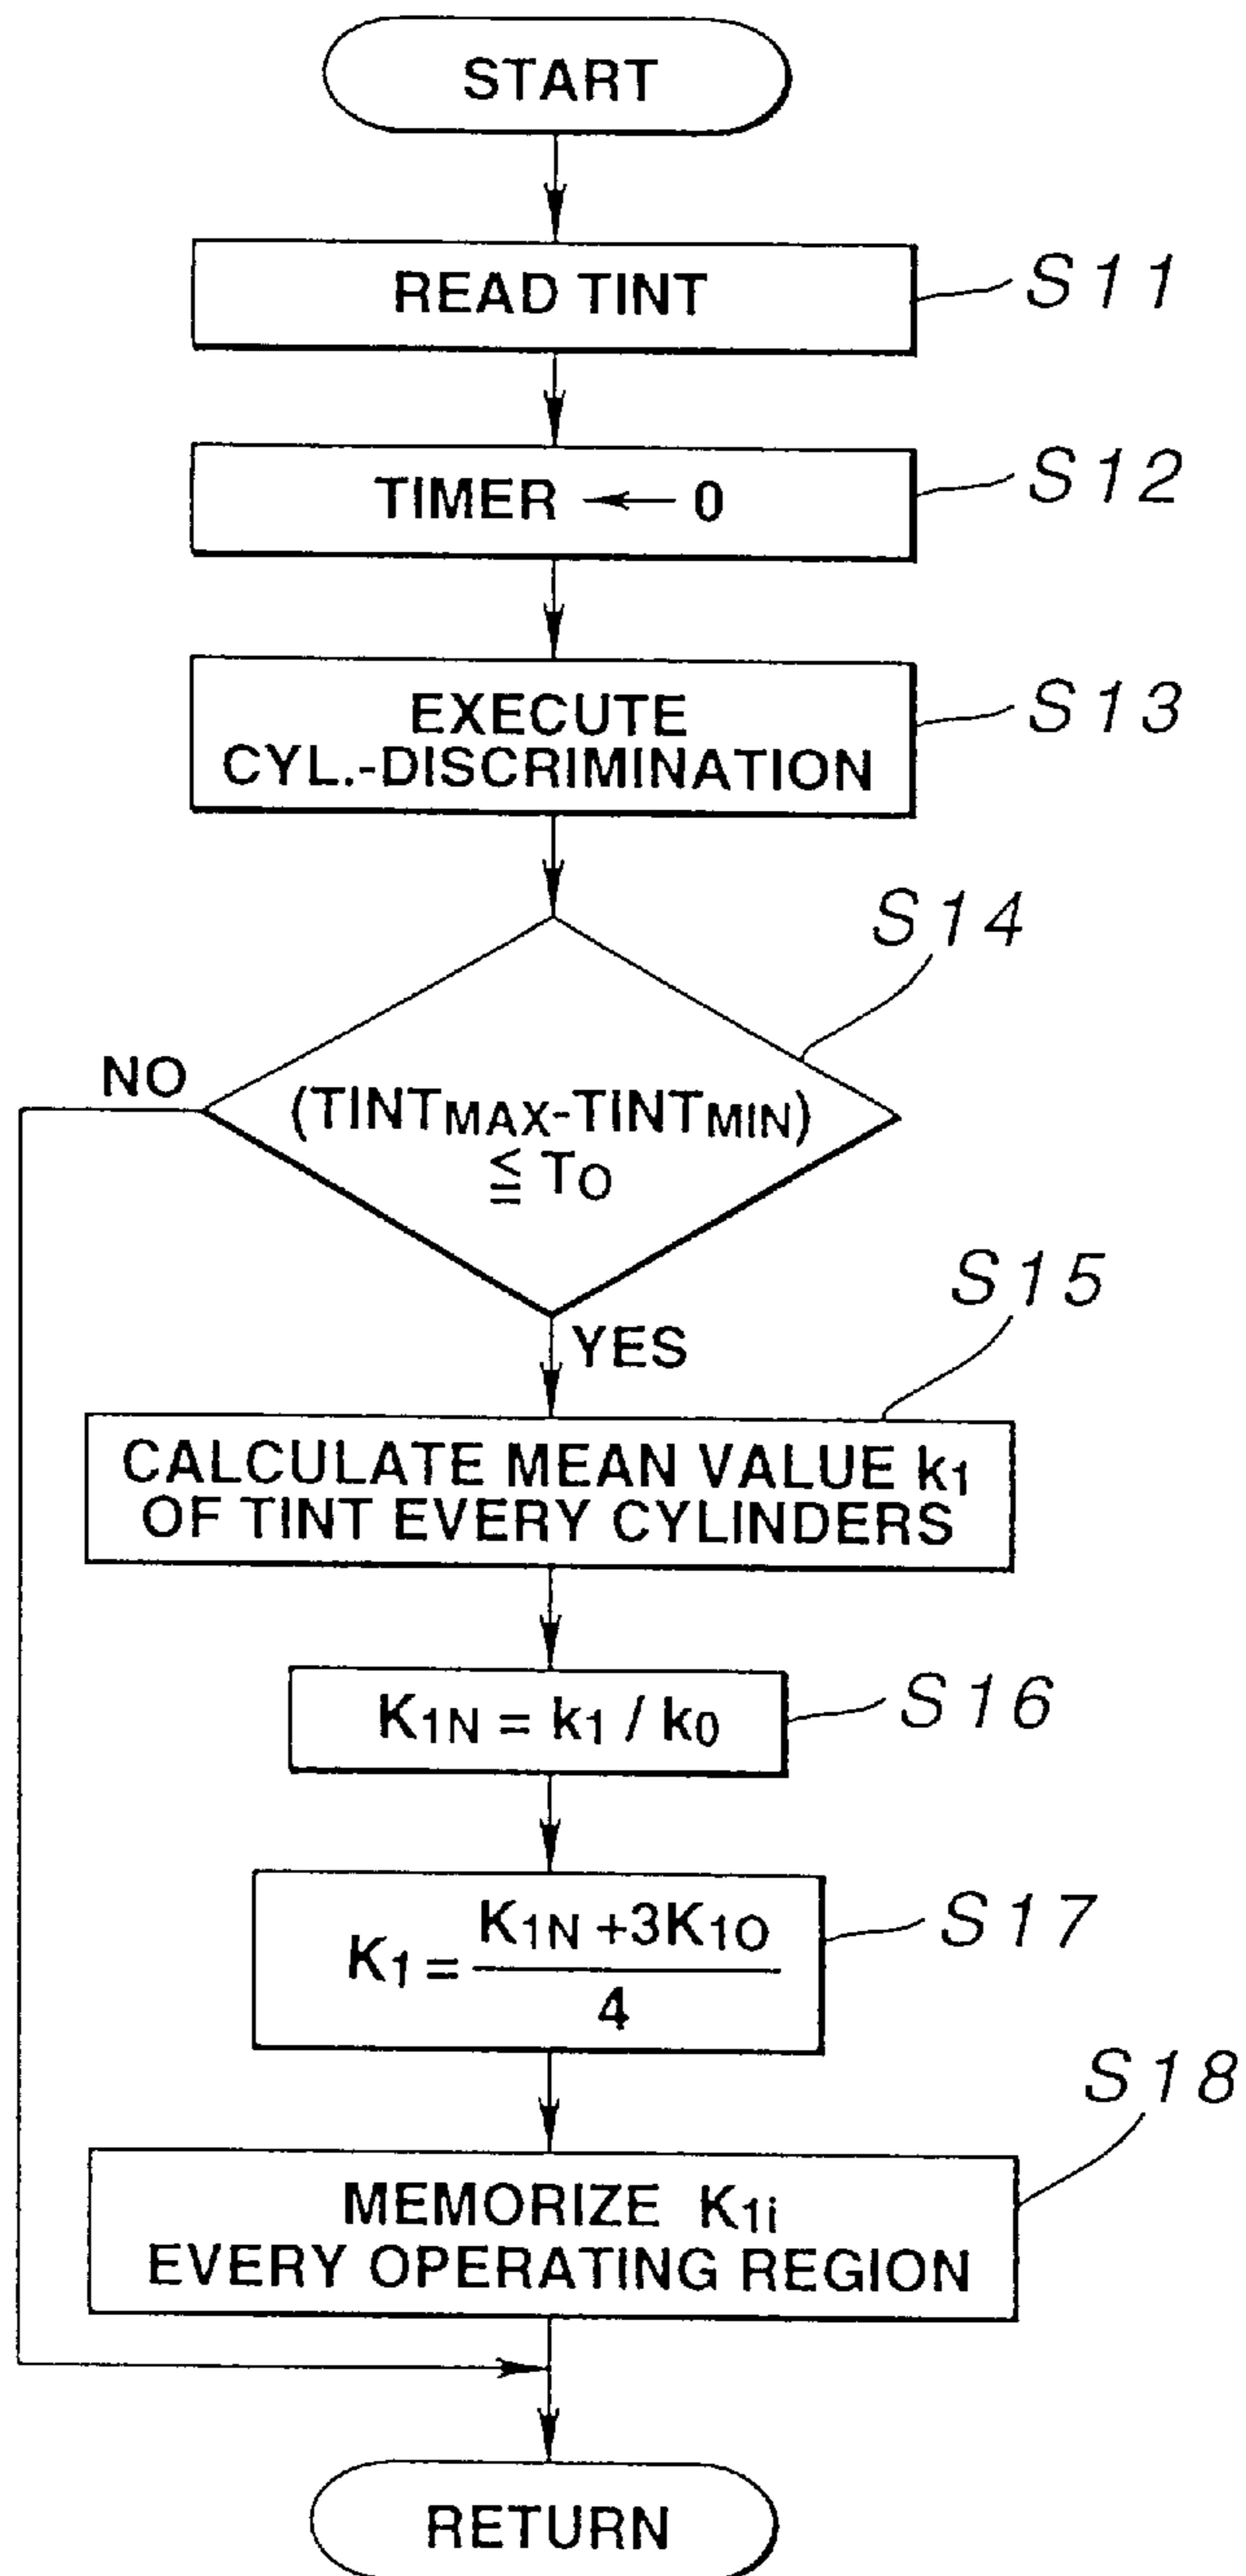 START
READ TINT
S11
TIMER ← 0
S12
EXECUTE
CYL.-DISCRIMINATION
S13
S14
NO
(TINTMAX-TINTMIN)
≦ TO
YES
S15
CALCULATE MEAN VALUE k1
OF TINT EVERY CYLINDERS
K1N = k1 / k0
S16
K1 = K1N +3K1O
4
S17
S18
MEMORIZE K1i
EVERY OPERATING REGION
RETURN